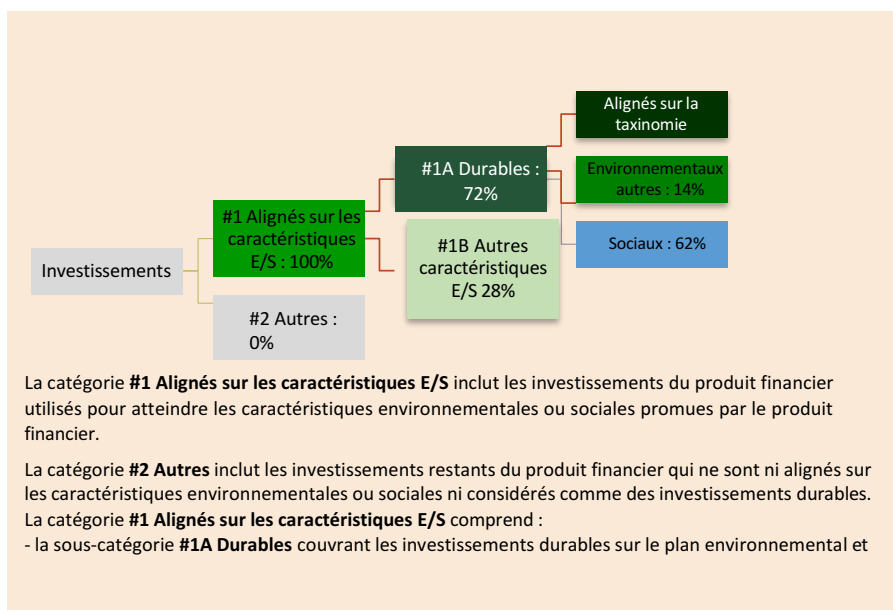 Alignés sur la
taxinomie
#1A Durables :
72%
Environnementaux
autres : 14%
#1 Alignés sur les
caractéristiques
E/S : 100%
#1B Autres
caractéristiques
E/S 28%
Sociaux : 62%
Investissements
#2 Autres :
0%
La catégorie #1 Alignés sur les caractéristiques E/S inclut les investissements du produit financier
utilisés pour atteindre les caractéristiques environnementales ou sociales promues par le produit
financier.
La catégorie #2 Autres inclut les investissements restants du produit financier qui ne sont ni alignés sur
les caractéristiques environnementales ou sociales ni considérés comme des investissements durables.
La catégorie #1 Alignés sur les caractéristiques E/S comprend :
- la sous-catégorie #1A Durables couvrant les investissements durables sur le plan environnemental et